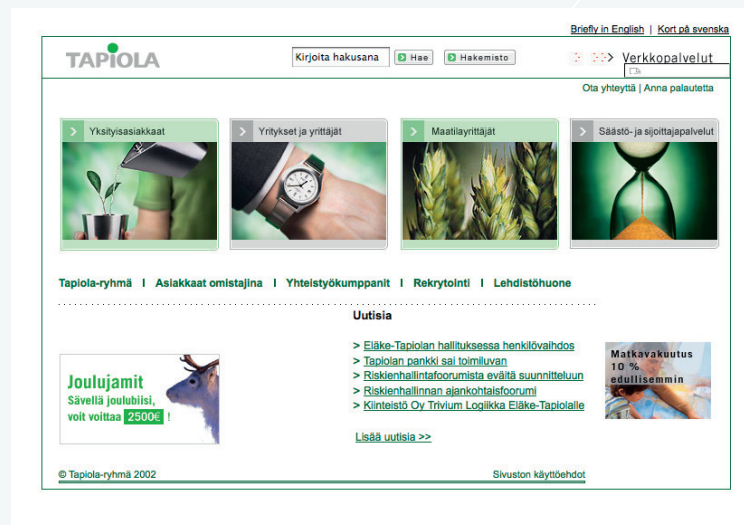 Briefly in English | Kort på svenska
TAPIOLA
Kirjoita hakusana
Hae
Hakemisto
Verkkopalvelut
Ota yhteyttä | Anna palautetta
Yksityisasiakkaat
Yritykset ja yrittäjät
Maatilayrittäjät
Säästö- ja sijoittajapalvelut
Tapiola-ryhmä | Asiakkaat omistajina | Yhteistyökumppanit | Rekrytointi | Lehdistöhuone
Uutisia
> Eläke-Tapiolan hallituksessa henkilövaihdos
> Tapiolan pankki sai toimiluvan
> Riskienhallintafoorumista eväitä suunnitteluun
> Riskienhallinnan ajankohtaisfoorumi
> Kiinteistö Oy Trivium Logiikka Eläke-Tapiolalle
Lisää uutisia >>
Joulujamit
Sävellä joulubiisi,
voit voittaa 2500€ !
Matkavakuutus
10 %
edullisemmin
© Tapiola-ryhmä 2002
Sivuston käyttöehdot